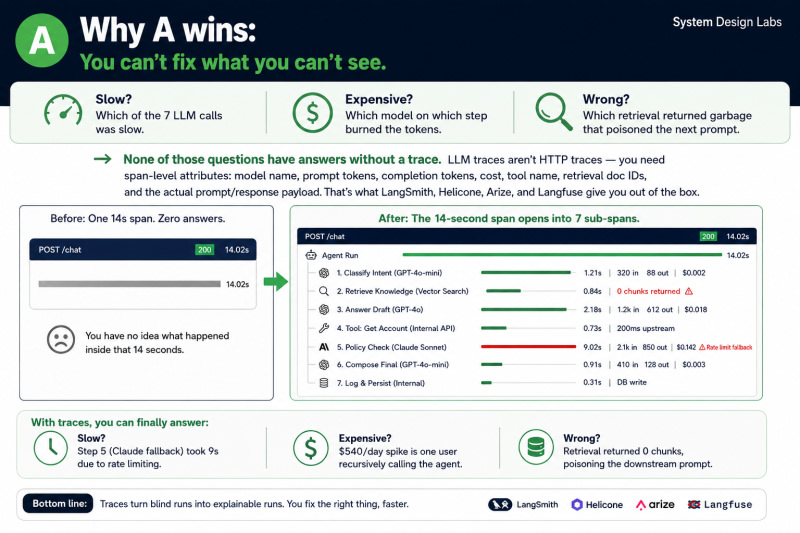 A
Why A wins:
You can't fix what you can't see.
System Design Labs
Slow?
Which of the 7 LLM calls
was slow.
$
Expensive?
Which model on which step
burned the tokens.
Wrong?
Which retrieval returned garbage
that poisoned the next prompt.
→ None of those questions have answers without a trace. LLM traces aren't HTTP traces — you need
span-level attributes: model name, prompt tokens, completion tokens, cost, tool name, retrieval doc IDs,
and the actual prompt/response payload. That's what LangSmith, Helicone, Arize, and Langfuse give you out of the box.
Before: One 14s span. Zero answers.
POST /chat 200 14.02s
14.02s
You have no idea what happened
inside that 14 seconds.
After: The 14-second span opens into 7 sub-spans.
POST /chat 200 14.02s
Agent Run 14.02s
1. Classify Intent (GPT-4o-mini) 1.21s | 320 in 88 out | $0.002
2. Retrieve Knowledge (Vector Search) 0.84s | 0 chunks returned ⚠
3. Answer Draft (GPT-4o) 2.18s | 1.2k in 612 out | $0.018
4. Tool: Get Account (Internal API) 0.73s | 200ms upstream
5. Policy Check (Claude Sonnet) 9.02s | 2.1k in 850 out | $0.142 ⚠ Rate limit fallback
6. Compose Final (GPT-4o-mini) 0.91s | 410 in 128 out | $0.003
7. Log & Persist (Internal) 0.31s | DB write
With traces, you can finally answer:
Slow?
Step 5 (Claude fallback) took 9s
due to rate limiting.
$
Expensive?
$540/day spike is one user
recursively calling the agent.
Wrong?
Retrieval returned 0 chunks,
poisoning the downstream prompt.
Bottom line: Traces turn blind runs into explainable runs. You fix the right thing, faster.
LangSmith Helicone arize Langfuse